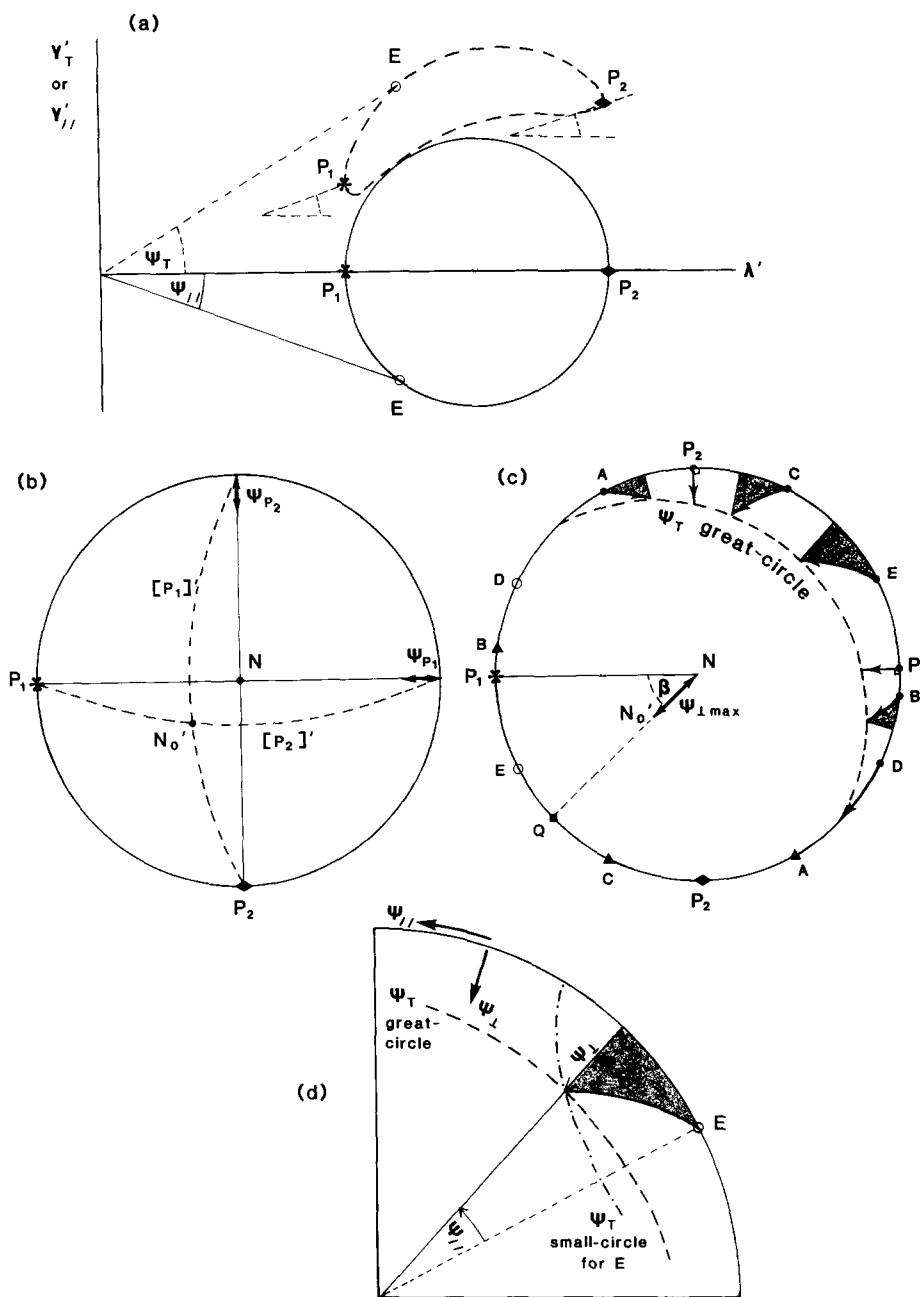 (a)
γ'T
or
γ'//
E
P2
P1
ΨT
Ψ//
P1
P2
λ'
E
(b)
ΨP2
[P1]'
N
ΨP1
P1
N0'
[P2]'
P2
(c)
P2
A
C
ΨT great-circle
E
D
B
P1
N
P
β
N0'
Ψ⊥max
B
E
D
Q
C
A
P2
(d)
Ψ//
ΨT
great-
circle
Ψ⊥
Ψ⊥
E
Ψ//
ΨT
small-circle
for E